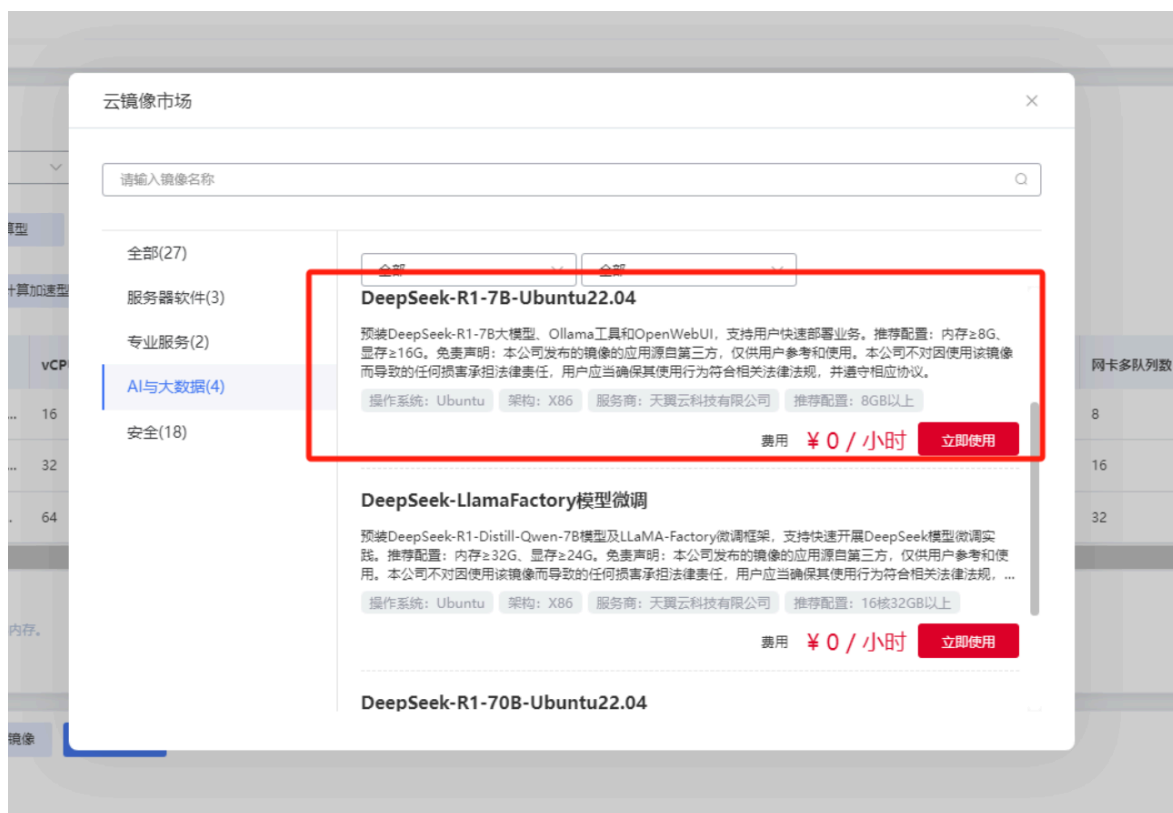 云镜像市场
请输入镜像名称
全部(27)
服务器软件(3)
专业服务(2)
AI与大数据(4)
安全(18)
全部
全部
DeepSeek-R1-7B-Ubuntu22.04
预装DeepSeek-R1-7B大模型、Ollama工具和OpenWebUI，支持用户快速部署业务。推荐配置：内存≥8G、
显存≥16G。免责声明：本公司发布的镜像的应用源自第三方，仅供用户参考和使用。本公司不对因使用该镜像
而导致的任何损害承担法律责任，用户应当确保其使用行为符合相关法律法规，并遵守相应协议。
操作系统：Ubuntu 架构：X86 服务商：天翼云科技有限公司 推荐配置：8GB以上
费用 ¥ 0 / 小时 立即使用
DeepSeek-LlamaFactory模型微调
预装DeepSeek-R1-Distill-Qwen-7B模型及LLaMA-Factory微调框架，支持快速开展DeepSeek模型微调实
践。推荐配置：内存≥32G、显存≥24G。免责声明：本公司发布的镜像的应用源自第三方，仅供用户参考和使
用。本公司不对因使用该镜像而导致的任何损害承担法律责任，用户应当确保其使用行为符合相关法律法规，...
操作系统：Ubuntu 架构：X86 服务商：天翼云科技有限公司 推荐配置：16核32GB以上
费用 ¥ 0 / 小时 立即使用
DeepSeek-R1-70B-Ubuntu22.04
算型
计算加速型
vCP
... 16
... 32
. 64
内存。
镜像
网卡多队列数
8
16
32